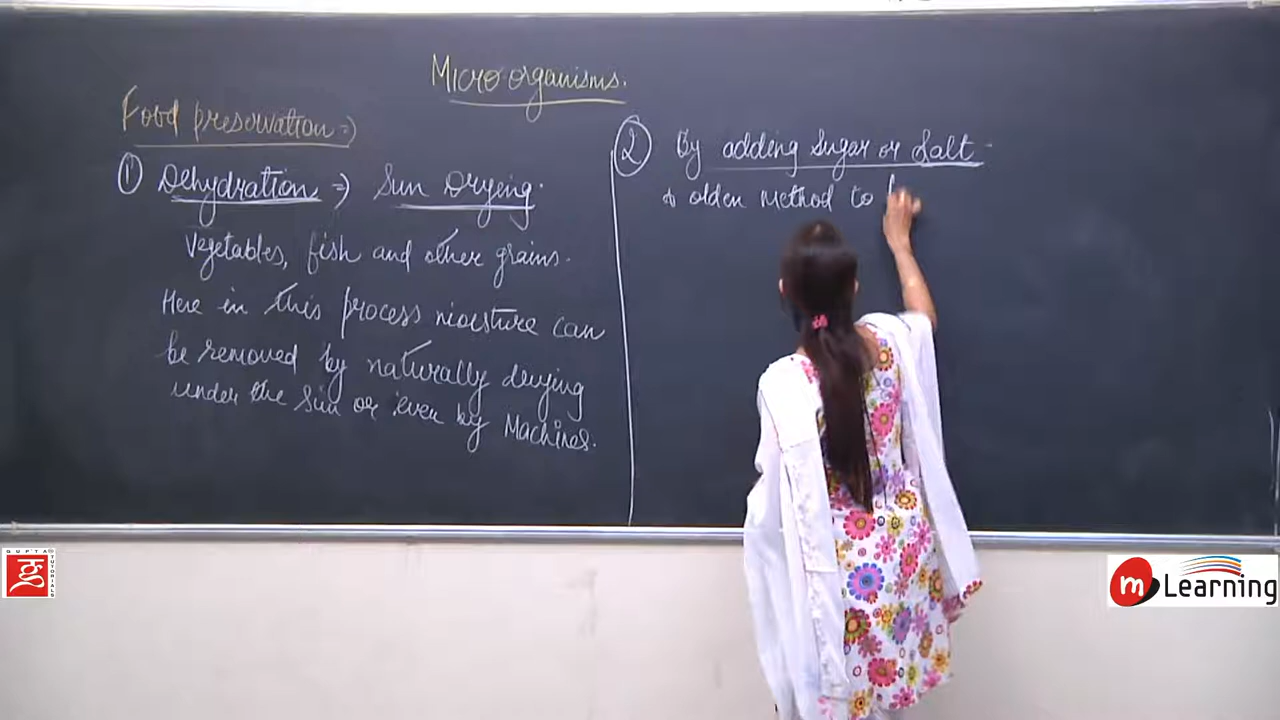 Micro organisms.
Food preservation ⇒
① Dehydration ⇒ Sun Drying.
Vegetables, fish and other grains.
Here in this process moisture can
be removed by naturally drying
under the Sun or even by Machines.
② By adding Sugar or Salt
olden Method to
GUPTA TUTORIALS
m Learning